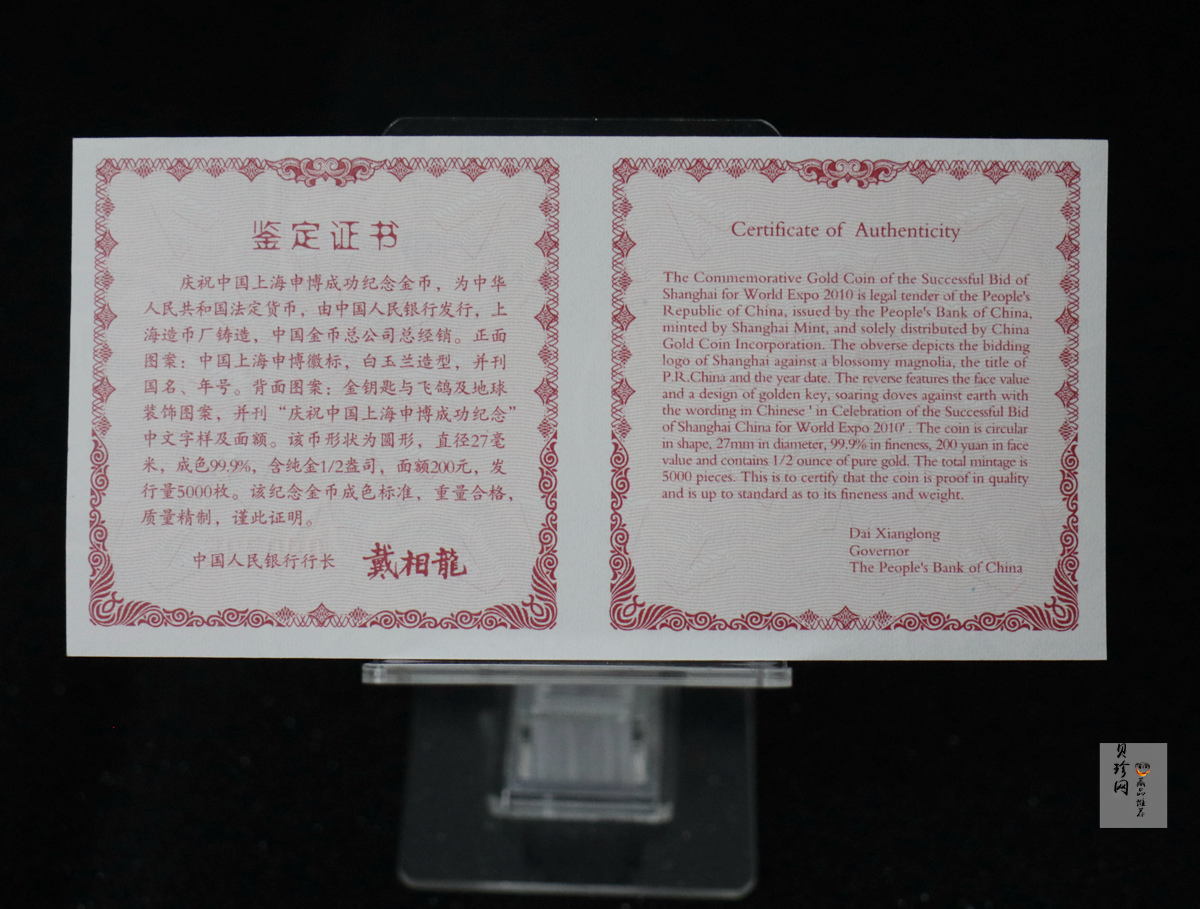 鉴定证书
庆祝中国上海申博成功纪念金币，为中华
人民共和国法定货币，由中国人民银行发行，上
海造币厂铸造，中国金币总公司总经销。正面
图案：中国上海申博徽标，白玉兰造型，并刊
国名、年号。背面图案：金钥匙与飞鸽及地球
装饰图案，并刊“庆祝中国上海申博成功纪念”
中文字样及面额。该币形状为圆形，直径27毫
米，成色99.9%，含纯金1/2盎司，面额200元，发
行量5000枚。该纪念金币成色标准，重量合格，
质量精制，谨此证明。
中国人民银行行长 戴相龍
Certificate of Authenticity
The Commemorative Gold Coin of the Successful Bid of
Shanghai for World Expo 2010 is legal tender of the People's
Republic of China, issued by the People's Bank of China,
minted by Shanghai Mint, and solely distributed by China
Gold Coin Incorporation. The obverse depicts the bidding
logo of Shanghai against a blossomy magnolia, the title of
P.R.China and the year date. The reverse features the face value
and a design of golden key, soaring doves against earth with
the wording in Chinese ' in Celebration of the Successful Bid
of Shanghai China for World Expo 2010' . The coin is circular
in shape, 27mm in diameter, 99.9% in fineness, 200 yuan in face
value and contains 1/2 ounce of pure gold. The total mintage is
5000 pieces. This is to certify that the coin is proof in quality
and is up to standard as to its fineness and weight.
Dai Xianglong
Governor
The People's Bank of China
贝珍网
藏品推荐